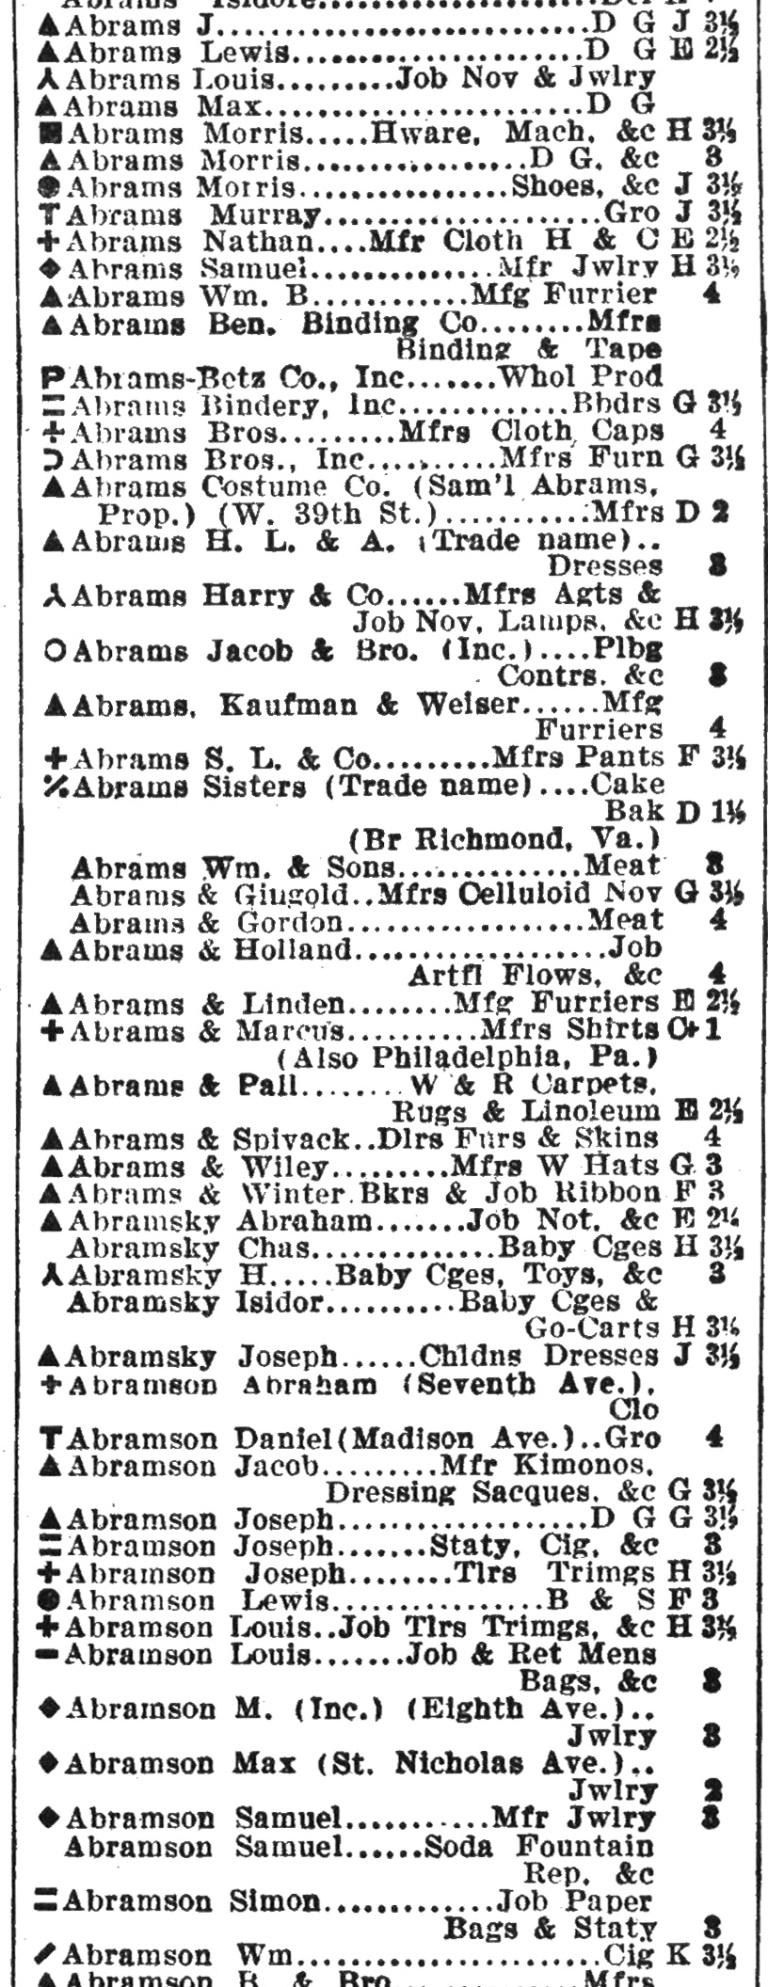 ▲Abrams J..............................D G J 3½
▲Abrams Lewis........................D G E 2½
⅄Abrams Louis.........Job Nov & Jwlry
▲Abrams Max..........................D G
■Abrams Morris.....Hware, Mach, &c H 3½
▲Abrams Morris..................D G, &c 3
●Abrams Morris................Shoes, &c J 3½
TAbrams Murray......................Gro J 3½
+Abrams Nathan....Mfr Cloth H & C E 2½
◆Abrams Samuel..............Mfr Jwlry H 3½
▲Abrams Wm. B............Mfg Furrier 4
▲Abrams Ben. Binding Co........Mfrs
Binding & Tape
PAbrams-Betz Co., Inc.......Whol Prod
=Abrams Bindery, Inc.............Bbdrs G 3½
+Abrams Bros.........Mfrs Cloth Caps 4
⊃Abrams Bros., Inc..........Mfrs Furn G 3½
▲Abrams Costume Co. (Sam'l Abrams,
Prop.) (W. 39th St.)...........Mfrs D 2
▲Abrams H. L. & A. (Trade name)..
Dresses 3
⅄Abrams Harry & Co......Mfrs Agts &
Job Nov, Lamps, &c H 3½
OAbrams Jacob & Bro. (Inc.)....Plbg
Contrs, &c 3
▲Abrams, Kaufman & Weiser......Mfg
Furriers 4
+Abrams S. L. & Co.........Mfrs Pants F 3½
⁒Abrams Sisters (Trade name)....Cake
Bak D 1½
(Br Richmond, Va.)
Abrams Wm. & Sons..............Meat 3
Abrams & Giugold..Mfrs Celluloid Nov G 3½
Abrams & Gordon..................Meat 4
▲Abrams & Holland...................Job
Artfl Flows, &c 4
▲Abrams & Linden........Mfg Furriers E 2½
+Abrams & Marcus..........Mfrs Shirts C+1
(Also Philadelphia, Pa.)
▲Abrams & Pall........W & R Carpets,
Rugs & Linoleum E 2½
▲Abrams & Spivack..Dlrs Furs & Skins 4
▲Abrams & Wiley.........Mfrs W Hats G 3
▲Abrams & Winter.Bkrs & Job Ribbon F 3
▲Abramsky Abraham.......Job Not, &c E 2½
Abramsky Chas..............Baby Cges H 3½
⅄Abramsky H.....Baby Cges, Toys, &c 3
Abramsky Isidor..........Baby Cges &
Go-Carts H 3½
▲Abramsky Joseph......Chldns Dresses J 3½
+Abramson Abraham (Seventh Ave.),
Clo
TAbramson Daniel(Madison Ave.)..Gro 4
▲Abramson Jacob.........Mfr Kimonos,
Dressing Sacques, &c G 3½
▲Abramson Joseph...................D G G 3½
=Abramson Joseph.......Staty, Cig, &c 3
+Abramson Joseph........Tlrs Trimgs H 3½
●Abramson Lewis................B & S F 3
+Abramson Louis..Job Tlrs Trimgs, &c H 3½
-Abramson Louis.......Job & Ret Mens
Bags, &c 3
◆Abramson M. (Inc.) (Eighth Ave.)..
Jwlry 3
◆Abramson Max (St. Nicholas Ave.)..
Jwlry 2
◆Abramson Samuel...........Mfr Jwlry 3
Abramson Samuel......Soda Fountain
Rep, &c
=Abramson Simon.............Job Paper
Bags & Staty 3
/Abramson Wm......................Cig K 3½
▲Abramson B. & Bro...........Mfrs